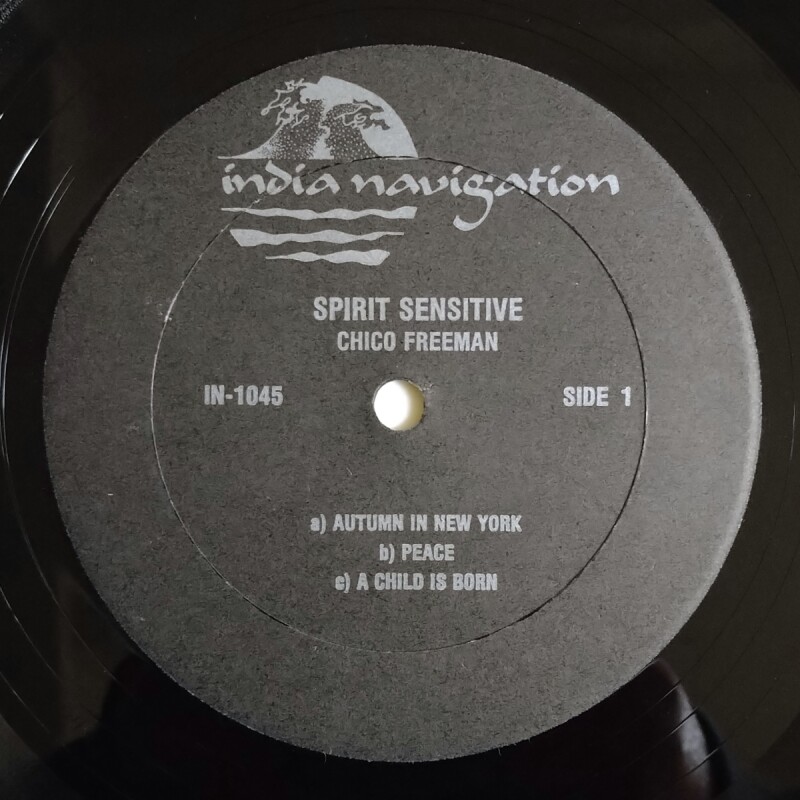 india navigation
SPIRIT SENSITIVE
CHICO FREEMAN
IN-1045
SIDE 1
a) AUTUMN IN NEW YORK
b) PEACE
c) A CHILD IS BORN